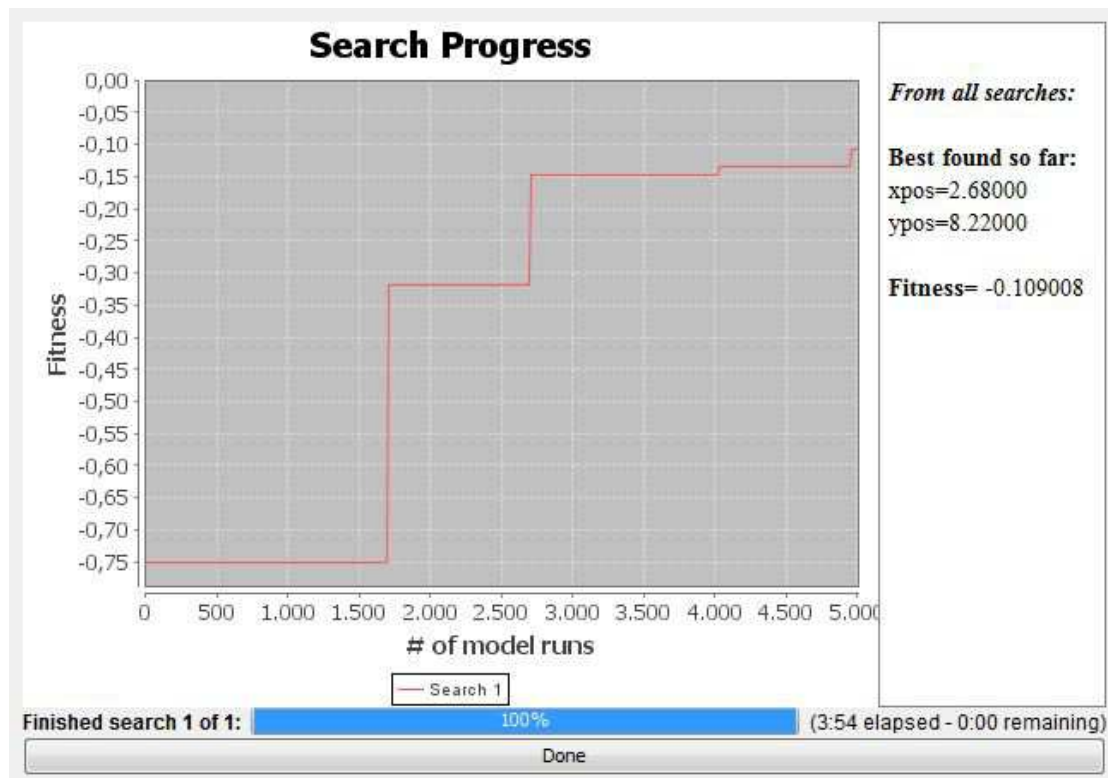 Search Progress
0,00
-0,05
-0,10
-0,15
-0,20
-0,25
-0,30
-0,35
-0,40
-0,45
-0,50
-0,55
-0,60
-0,65
-0,70
-0,75
Fitness
0 500 1.000 1.500 2.000 2.500 3.000 3.500 4.000 4.500 5.000
# of model runs
Search 1
From all searches:
Best found so far:
xpos=2.68000
ypos=8.22000
Fitness= -0.109008
Finished search 1 of 1: 100% (3:54 elapsed - 0:00 remaining)
Done